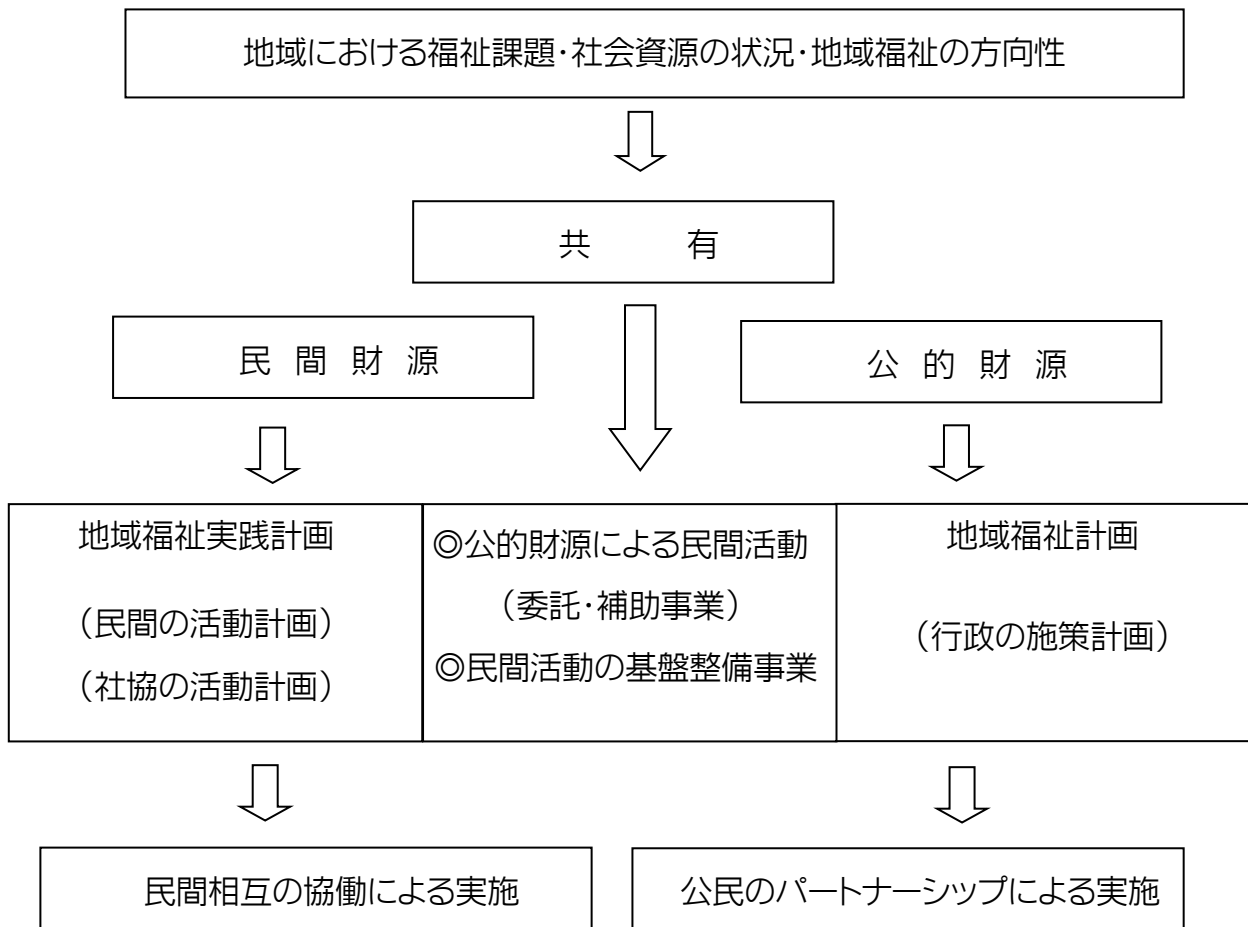 地域における福祉課題・社会資源の状況・地域福祉の方向性
共有
民間財源
公的財源
地域福祉実践計画
（民間の活動計画）
（社協の活動計画）
◎公的財源による民間活動
（委託・補助事業）
◎民間活動の基盤整備事業
地域福祉計画
（行政の施策計画）
民間相互の協働による実施
公民のパートナーシップによる実施